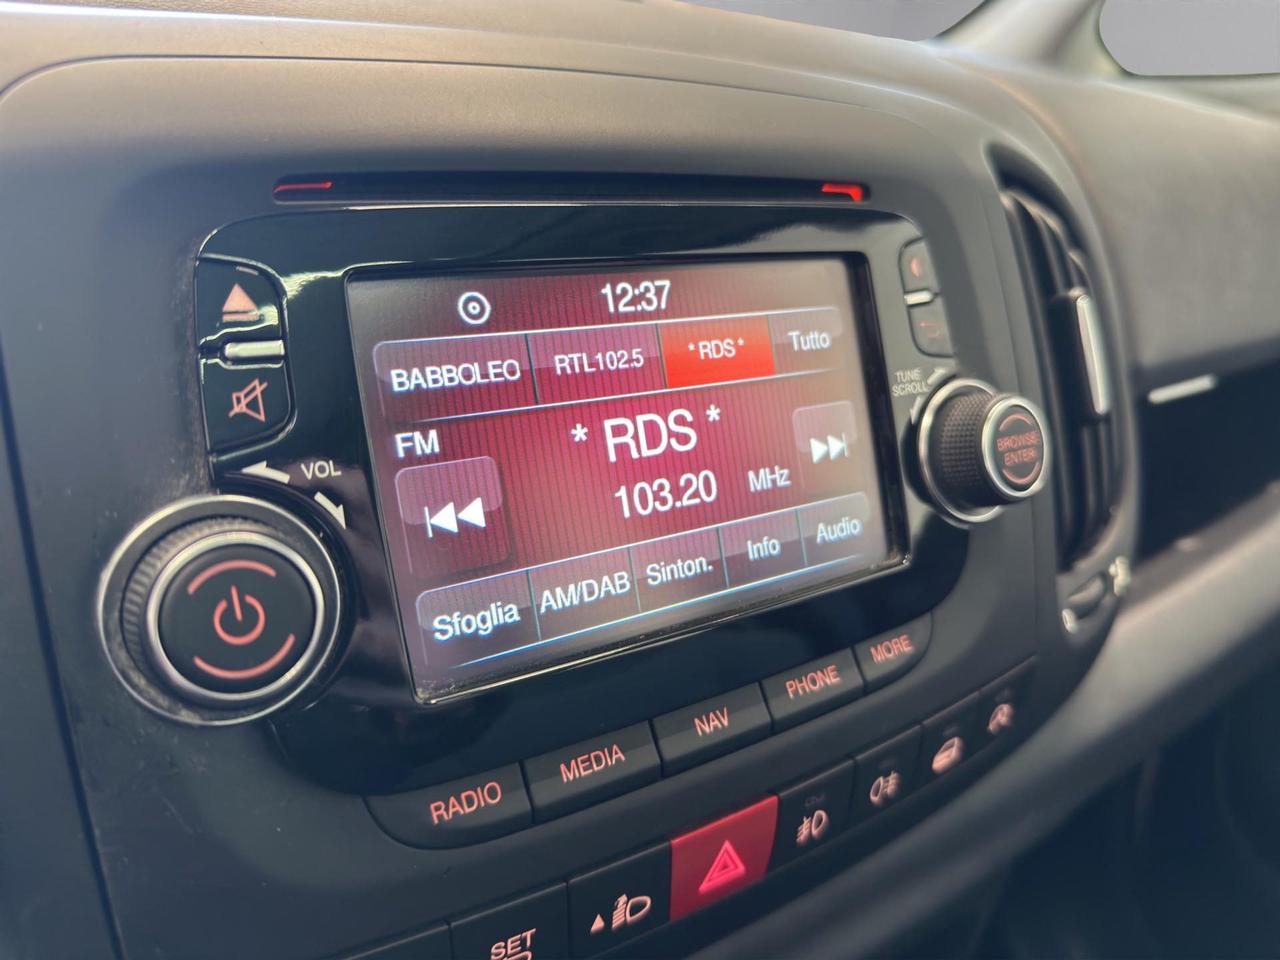 12:37
BABBOLEO RTL102.5 *RDS* Tutto
FM
* RDS *
103.20 MHz
Sfoglia AM/DAB Sinton. Info Audio
VOL
TUNE
SCROLL
BROWSE
ENTER
RADIO MEDIA NAV PHONE MORE
SET